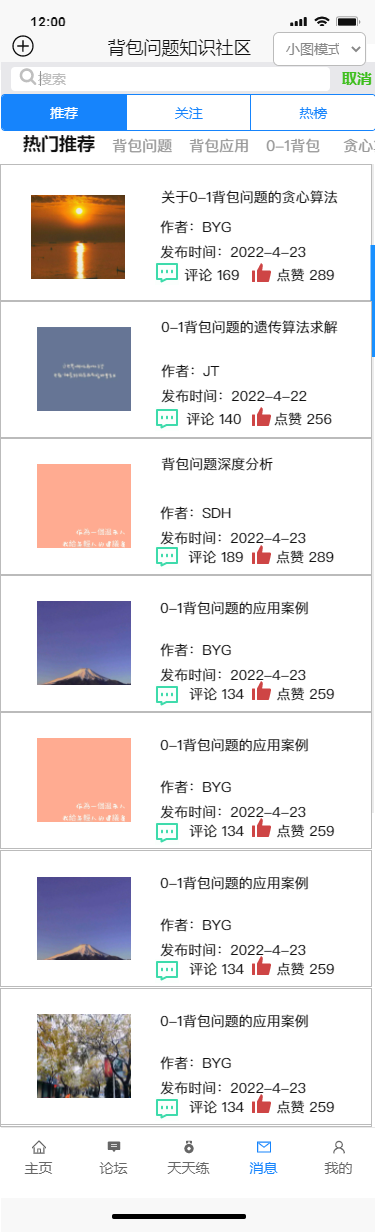 12:00
背包问题知识社区
小图模式
搜索
取消
推荐 关注 热榜
热门推荐 背包问题 背包应用 0-1背包 贪心
关于0-1背包问题的贪心算法
作者：BYG
发布时间：2022-4-23
评论 169 点赞 289
0-1背包问题的遗传算法求解
作者：JT
发布时间：2022-4-22
评论 140 点赞 256
背包问题深度分析
作者：SDH
发布时间：2022-4-23
评论 189 点赞 289
0-1背包问题的应用案例
作者：BYG
发布时间：2022-4-23
评论 134 点赞 259
0-1背包问题的应用案例
作者：BYG
发布时间：2022-4-23
评论 134 点赞 259
0-1背包问题的应用案例
作者：BYG
发布时间：2022-4-23
评论 134 点赞 259
0-1背包问题的应用案例
作者：BYG
发布时间：2022-4-23
评论 134 点赞 259
主页 论坛 天天练 消息 我的